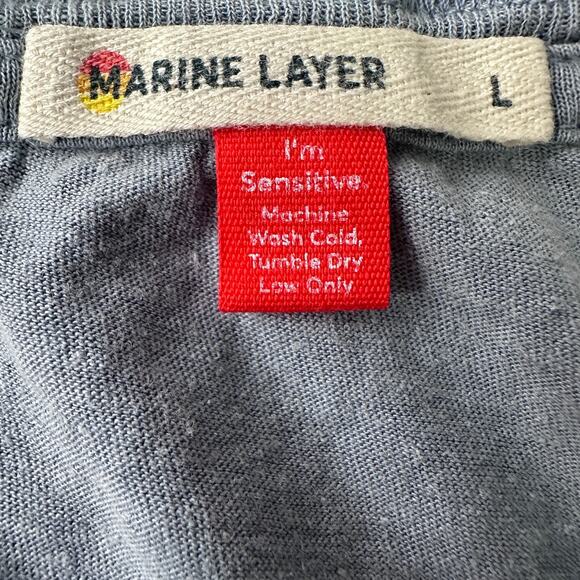 MARINE LAYER L
I'm
Sensitive.
Machine
Wash Cold,
Tumble Dry
Low Only